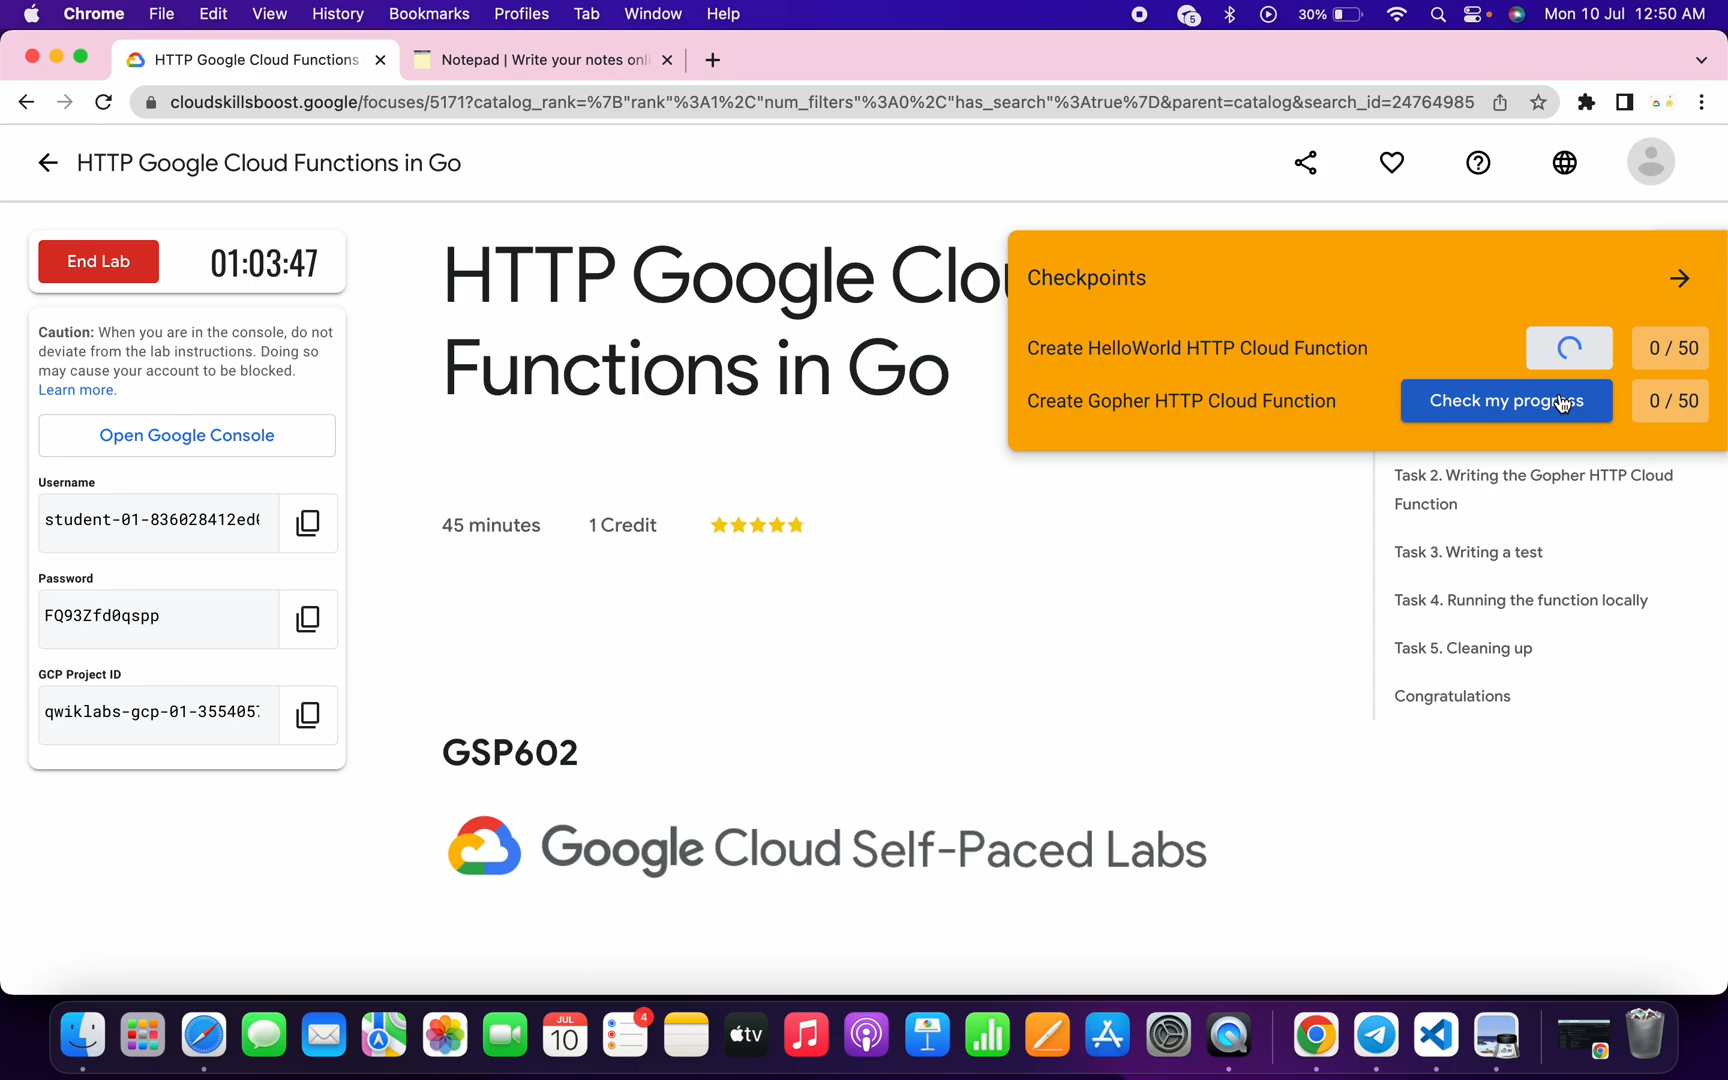 Chrome File Edit View History Bookmarks Profiles Tab Window Help
5 30% Mon 10 Jul 12:50 AM
HTTP Google Cloud Functions
Notepad | Write your notes onli
cloudskillsboost.google/focuses/5171?catalog_rank=%7B"rank"%3A1%2C"num_filters"%3A0%2C"has_search"%3Atrue%7D&parent=catalog&search_id=24764985
HTTP Google Cloud Functions in Go
End Lab
01:03:47
Caution: When you are in the console, do not
deviate from the lab instructions. Doing so
may cause your account to be blocked.
Learn more.
Open Google Console
Username
student-01-836028412ed
Password
FQ93Zfd0qspp
GCP Project ID
qwiklabs-gcp-01-355405
HTTP Google Clou
Functions in Go
45 minutes
1 Credit
GSP602
Google Cloud Self-Paced Labs
Checkpoints
Create HelloWorld HTTP Cloud Function
0 / 50
Create Gopher HTTP Cloud Function
Check my progress
0 / 50
Task 2. Writing the Gopher HTTP Cloud
Function
Task 3. Writing a test
Task 4. Running the function locally
Task 5. Cleaning up
Congratulations
JUL
10
4
tv